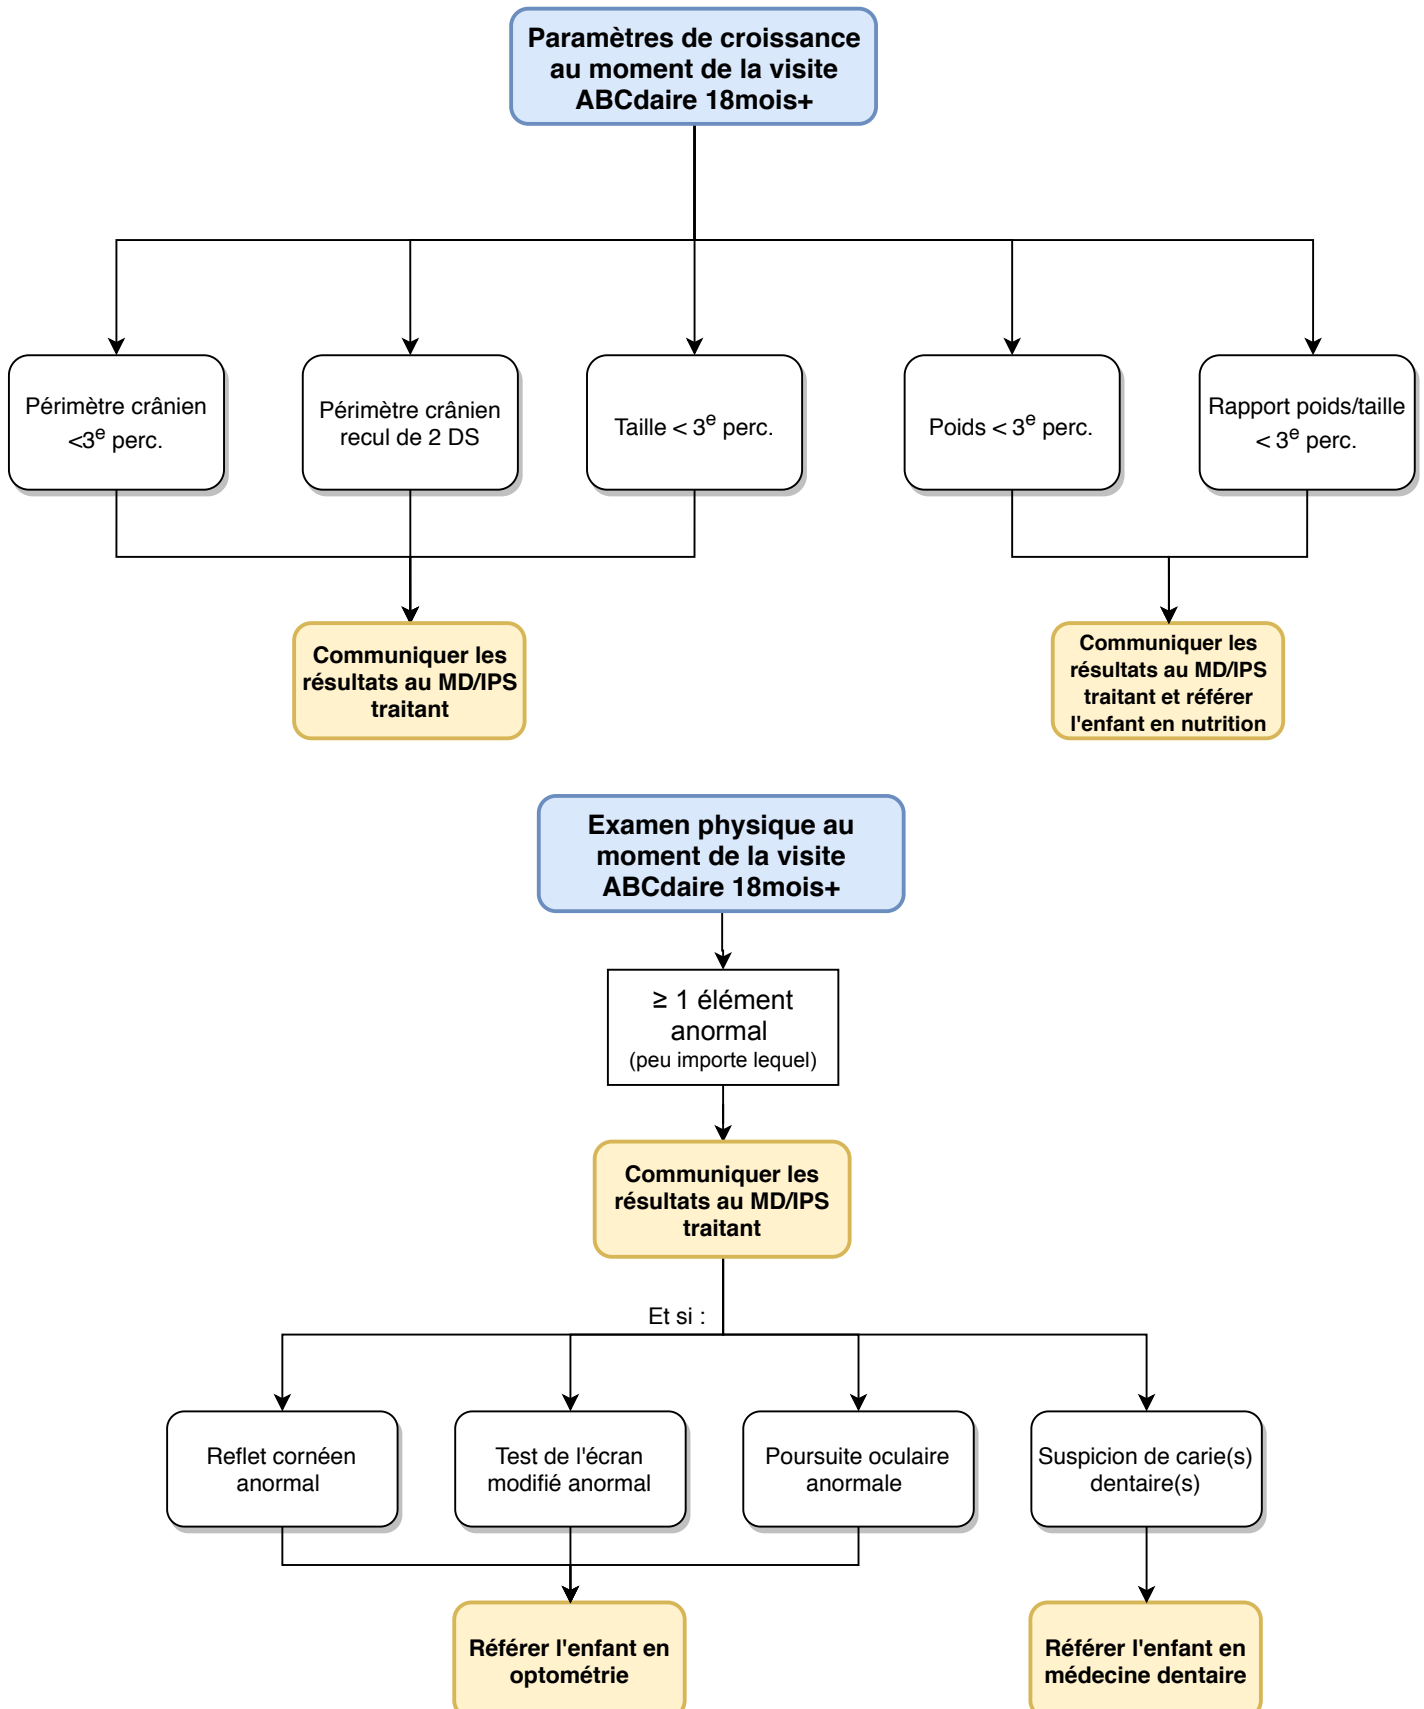 Paramètres de croissance
au moment de la visite
ABCdaire 18mois+
Périmètre crânien
<3e perc.
Périmètre crânien
recul de 2 DS
Taille < 3e perc.
Poids < 3e perc.
Rapport poids/taille
< 3e perc.
Communiquer les
résultats au MD/IPS
traitant
Communiquer les
résultats au MD/IPS
traitant et référer
l'enfant en nutrition
Examen physique au
moment de la visite
ABCdaire 18mois+
≥ 1 élément
anormal
(peu importe lequel)
Communiquer les
résultats au MD/IPS
traitant
Et si :
Reflet cornéen
anormal
Test de l'écran
modifié anormal
Poursuite oculaire
anormale
Suspicion de carie(s)
dentaire(s)
Référer l'enfant en
optométrie
Référer l'enfant en
médecine dentaire